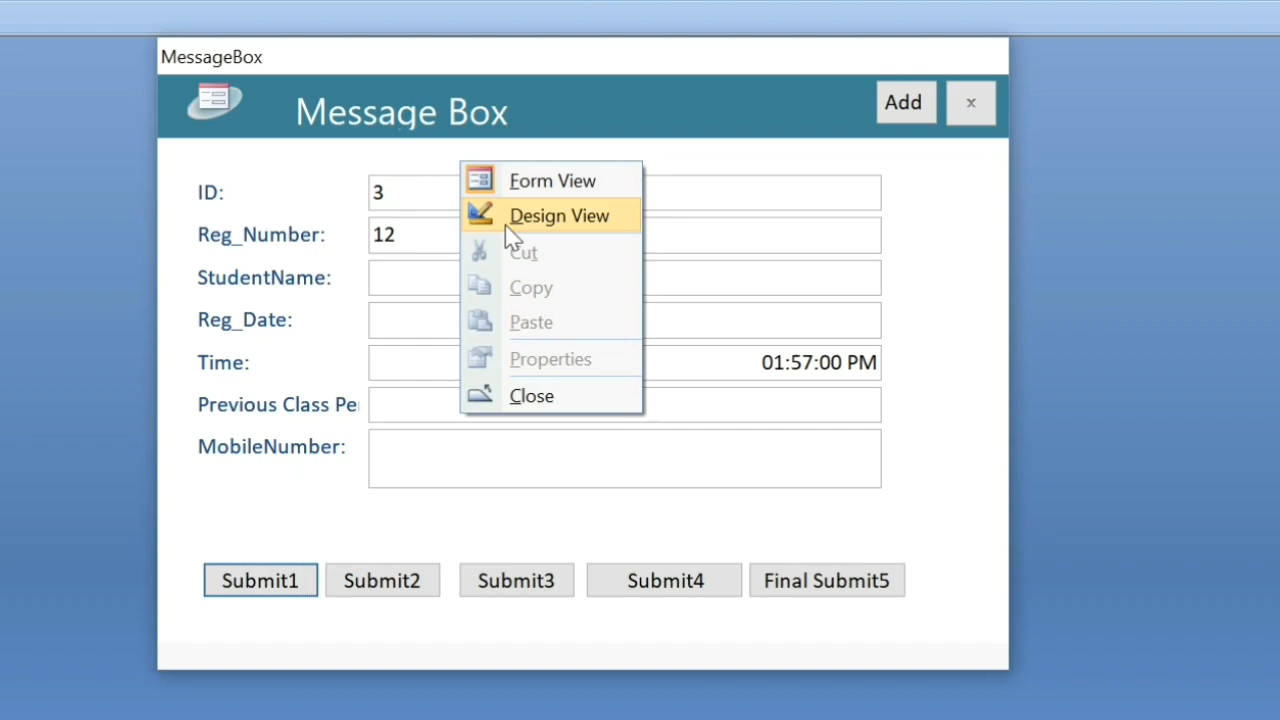 MessageBox
Message Box
Add
x
ID:
3
Form View
Design View
Reg_Number:
12
Cut
StudentName:
Copy
Reg_Date:
Paste
Time:
01:57:00 PM
Properties
Previous Class Pe
Close
MobileNumber:
Submit1
Submit2
Submit3
Submit4
Final Submit5